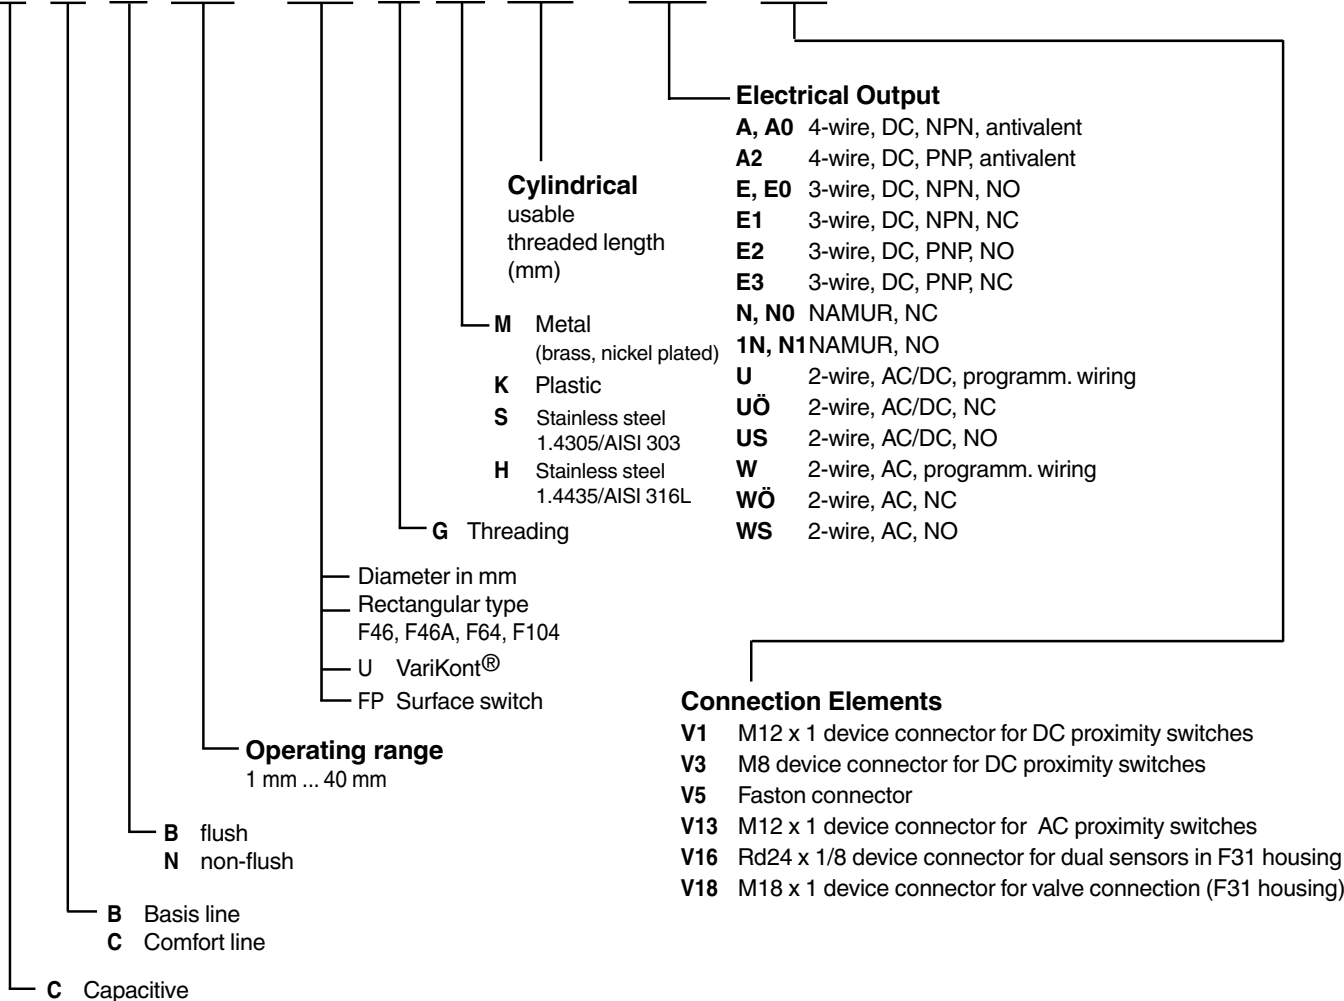 Electrical Output
A, A0 4-wire, DC, NPN, antivalent
A2 4-wire, DC, PNP, antivalent
E, E0 3-wire, DC, NPN, NO
E1 3-wire, DC, NPN, NC
E2 3-wire, DC, PNP, NO
E3 3-wire, DC, PNP, NC
N, N0 NAMUR, NC
1N, N1 NAMUR, NO
U 2-wire, AC/DC, programm. wiring
UÖ 2-wire, AC/DC, NC
US 2-wire, AC/DC, NO
W 2-wire, AC, programm. wiring
WÖ 2-wire, AC, NC
WS 2-wire, AC, NO
Cylindrical
usable
threaded length
(mm)
M Metal
(brass, nickel plated)
K Plastic
S Stainless steel
1.4305/AISI 303
H Stainless steel
1.4435/AISI 316L
G Threading
Diameter in mm
Rectangular type
F46, F46A, F64, F104
U VariKont®
FP Surface switch
Connection Elements
V1 M12 x 1 device connector for DC proximity switches
V3 M8 device connector for DC proximity switches
V5 Faston connector
V13 M12 x 1 device connector for AC proximity switches
V16 Rd24 x 1/8 device connector for dual sensors in F31 housing
V18 M18 x 1 device connector for valve connection (F31 housing)
Operating range
1 mm ... 40 mm
B flush
N non-flush
B Basis line
C Comfort line
C Capacitive